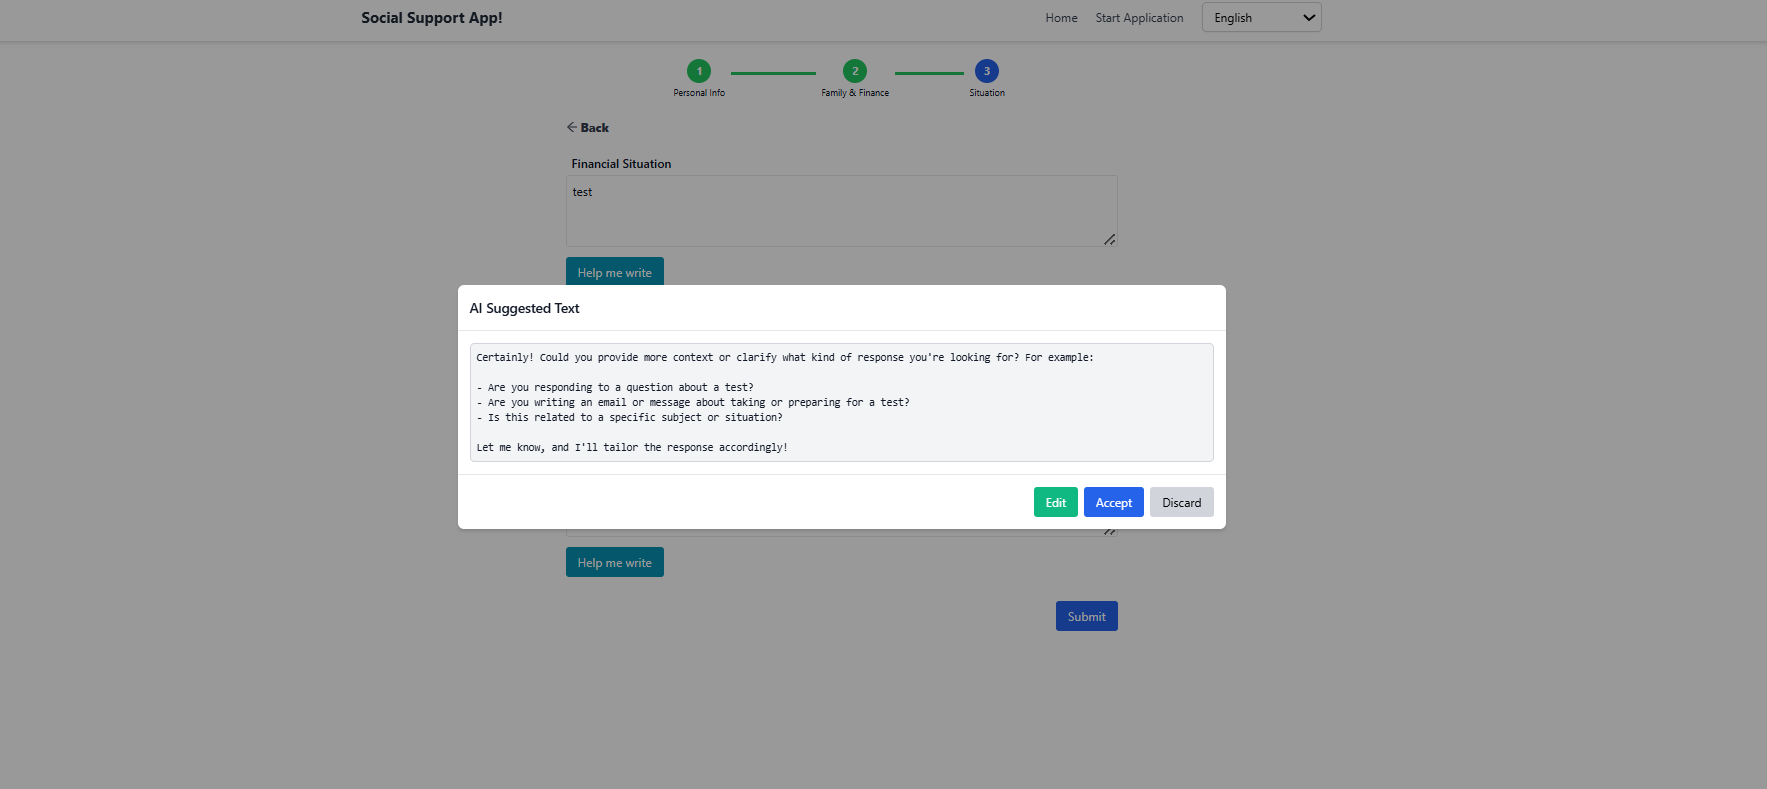 Social Support App!
Home
Start Application
English
1
2
3
Personal Info
Family & Finance
Situation
Back
Financial Situation
test
Help me write
AI Suggested Text
Certainly! Could you provide more context or clarify what kind of response you're looking for? For example:
- Are you responding to a question about a test?
- Are you writing an email or message about taking or preparing for a test?
- Is this related to a specific subject or situation?
Let me know, and I'll tailor the response accordingly!
Edit
Accept
Discard
Help me write
Submit